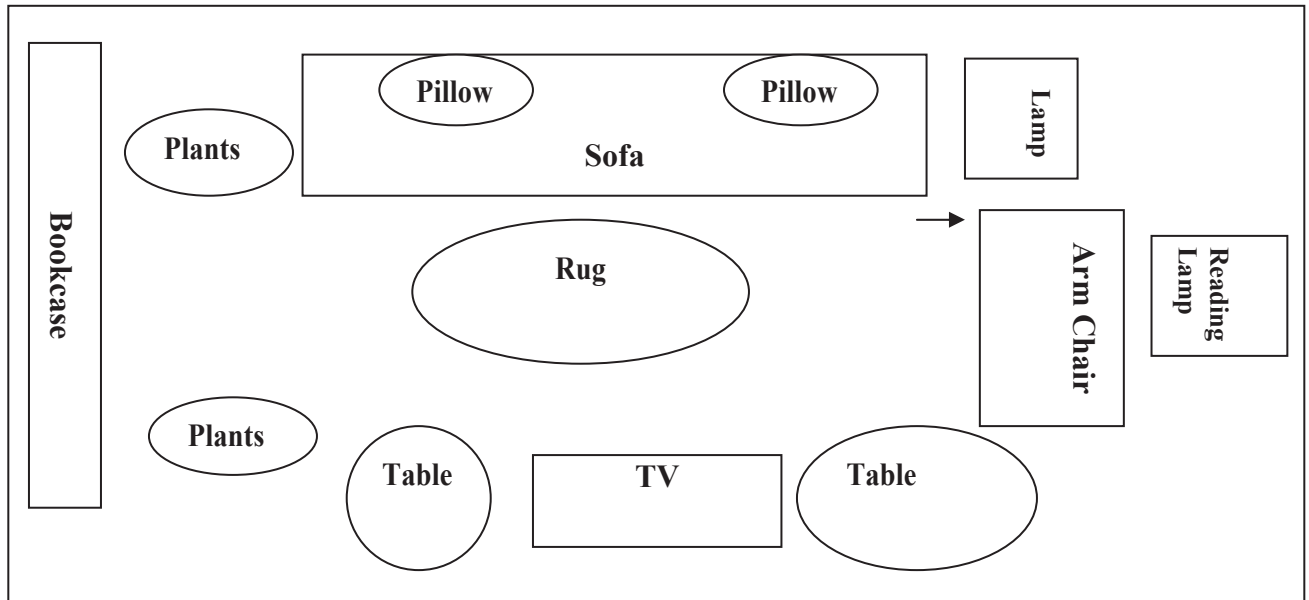 Pillow
Pillow
Lamp
Plants
Sofa
Bookcase
Rug
Arm Chair
Reading
Lamp
Plants
Table
TV
Table